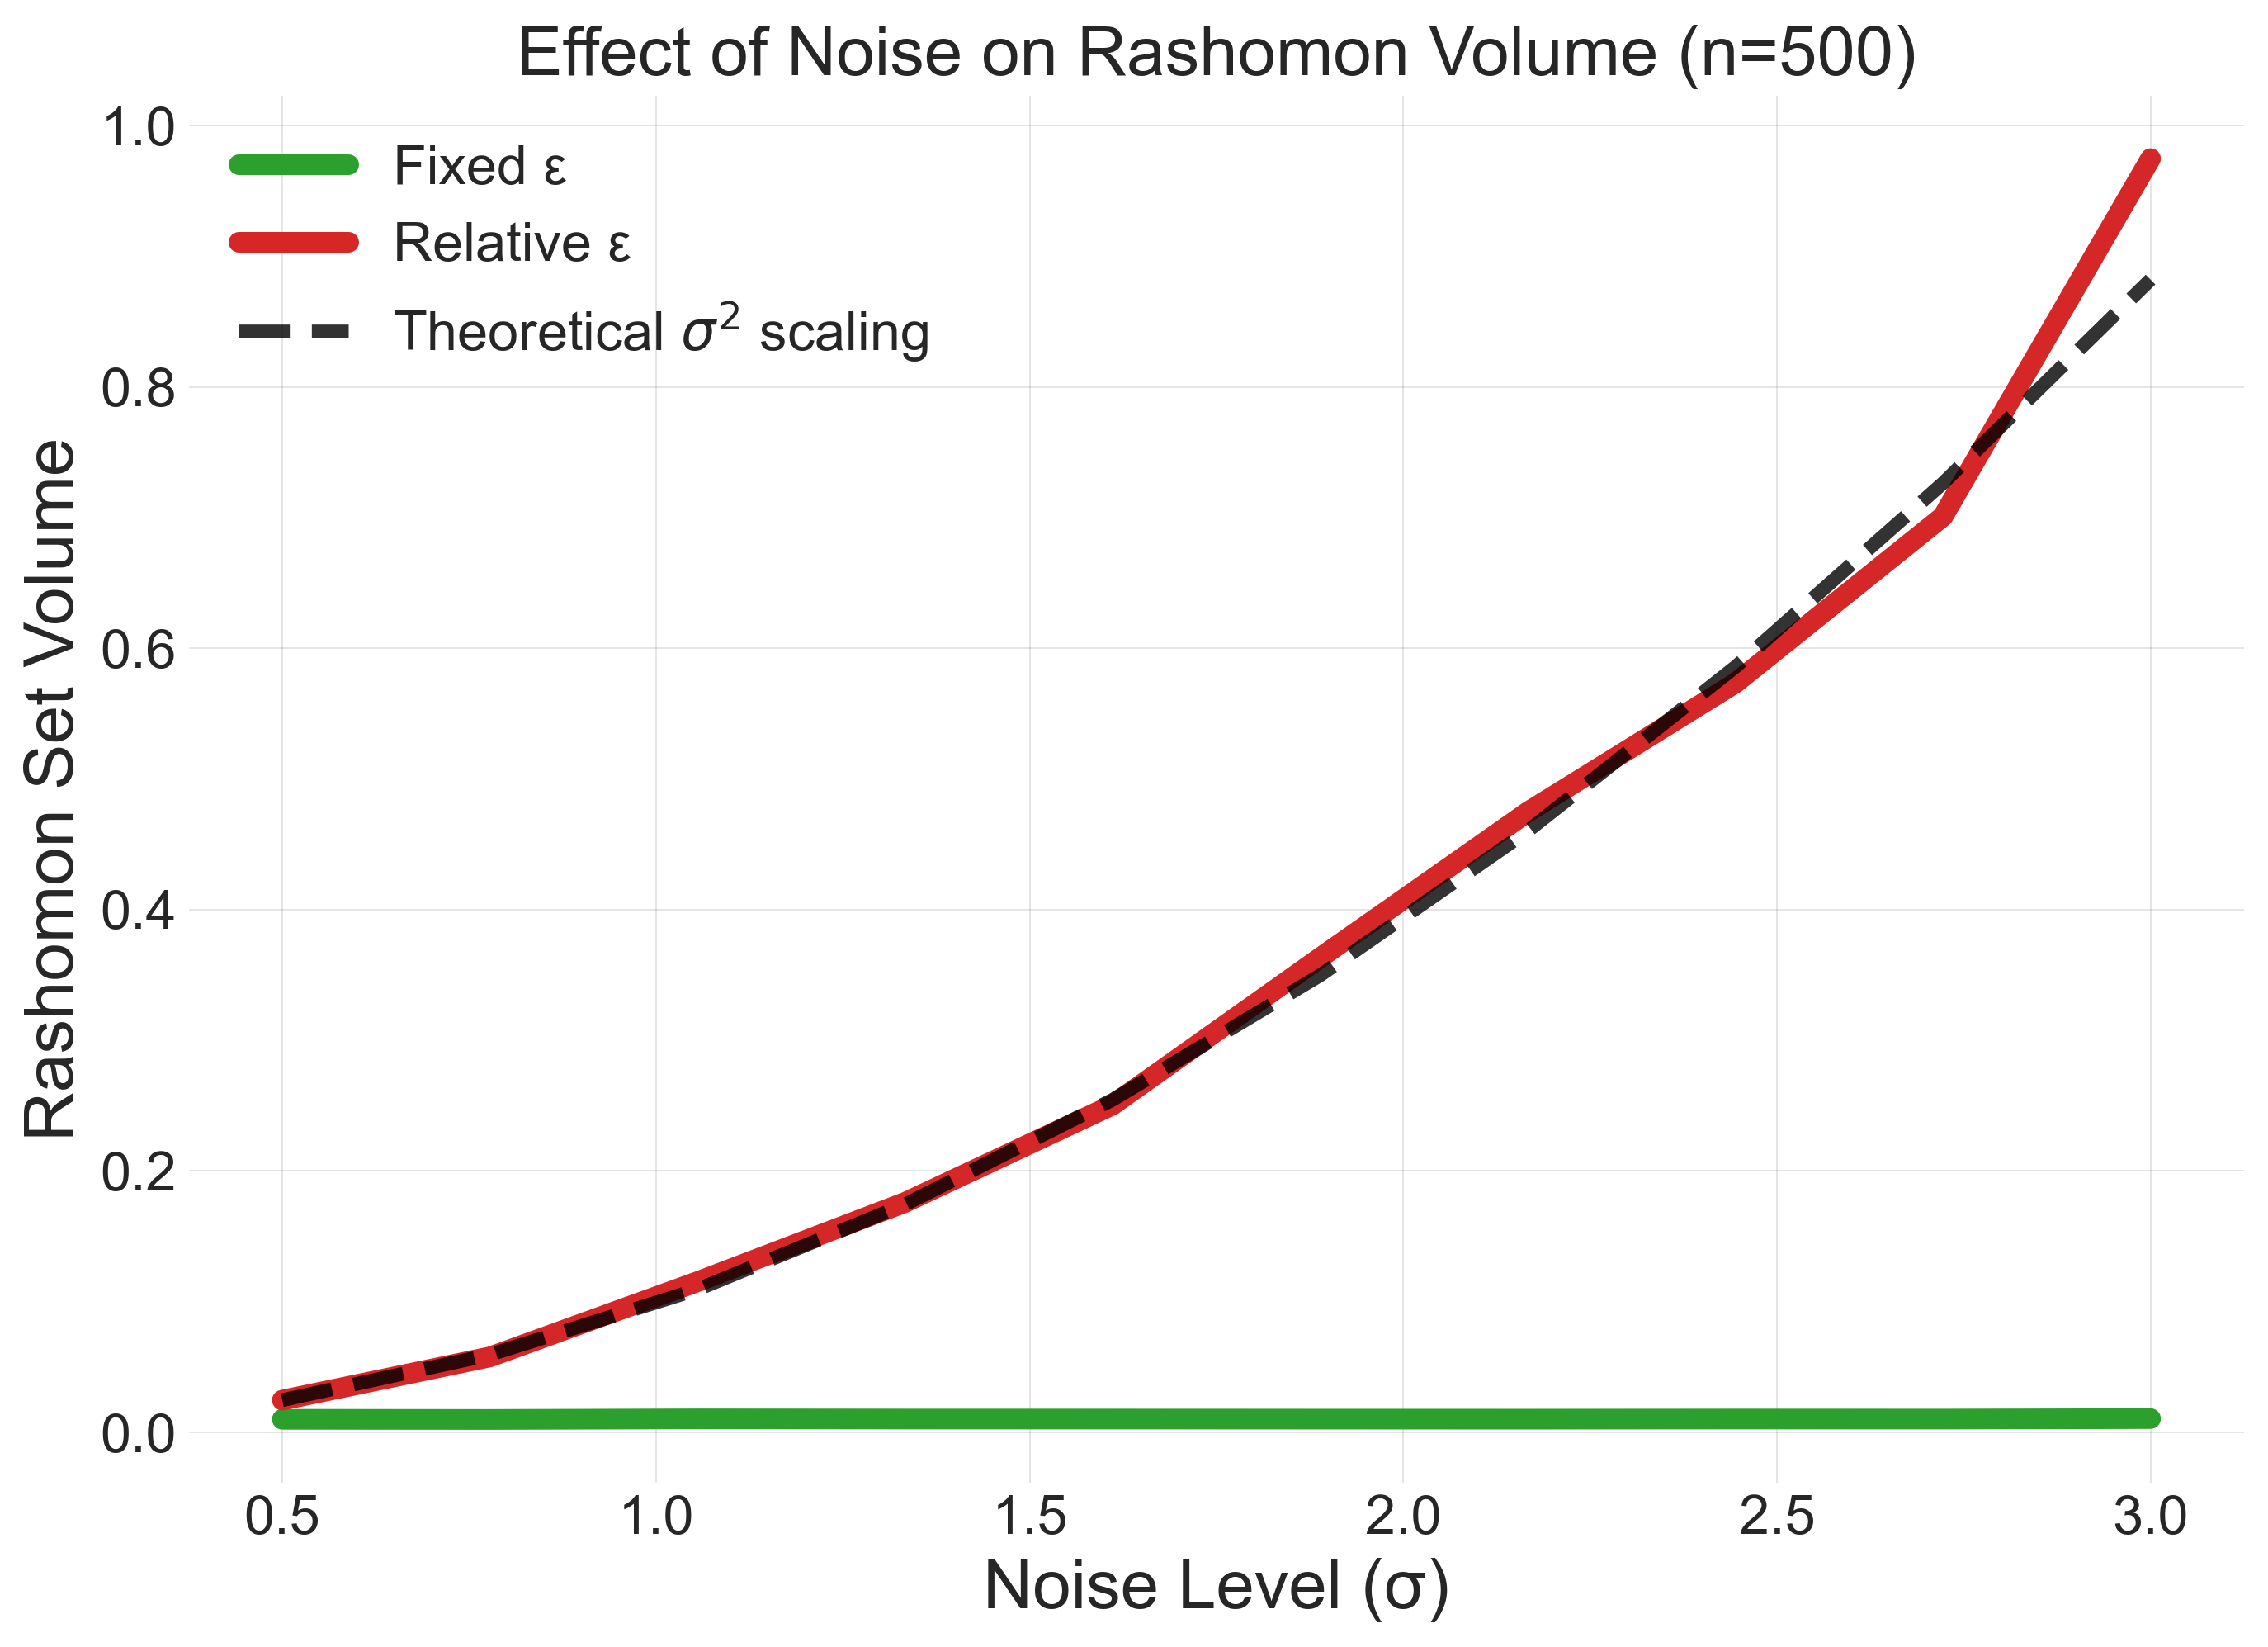 Effect of Noise on Rashomon Volume (n=500)
Fixed ε
Relative ε
Theoretical σ² scaling
Rashomon Set Volume
1.0
0.8
0.6
0.4
0.2
0.0
0.5 1.0 1.5 2.0 2.5 3.0
Noise Level (σ)